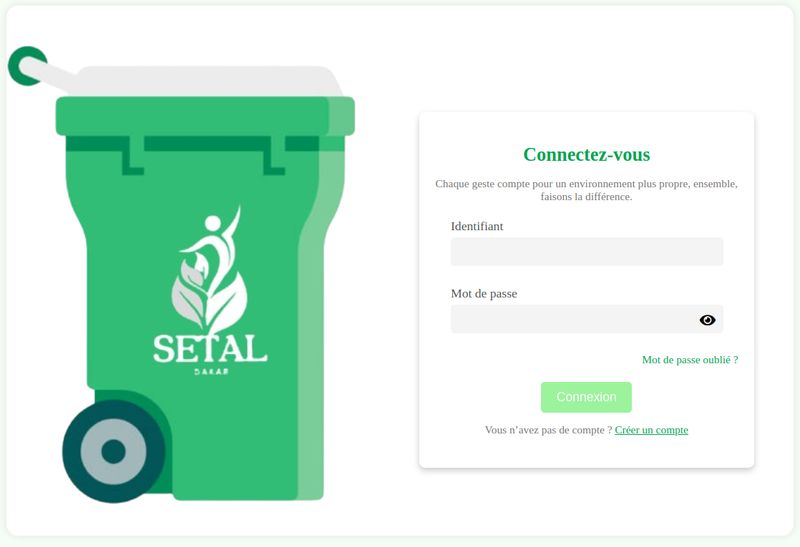 SETAL
DAKAR
Connectez-vous
Chaque geste compte pour un environnement plus propre, ensemble,
faisons la différence.
Identifiant
Mot de passe
Mot de passe oublié ?
Connexion
Vous n’avez pas de compte ? Créer un compte